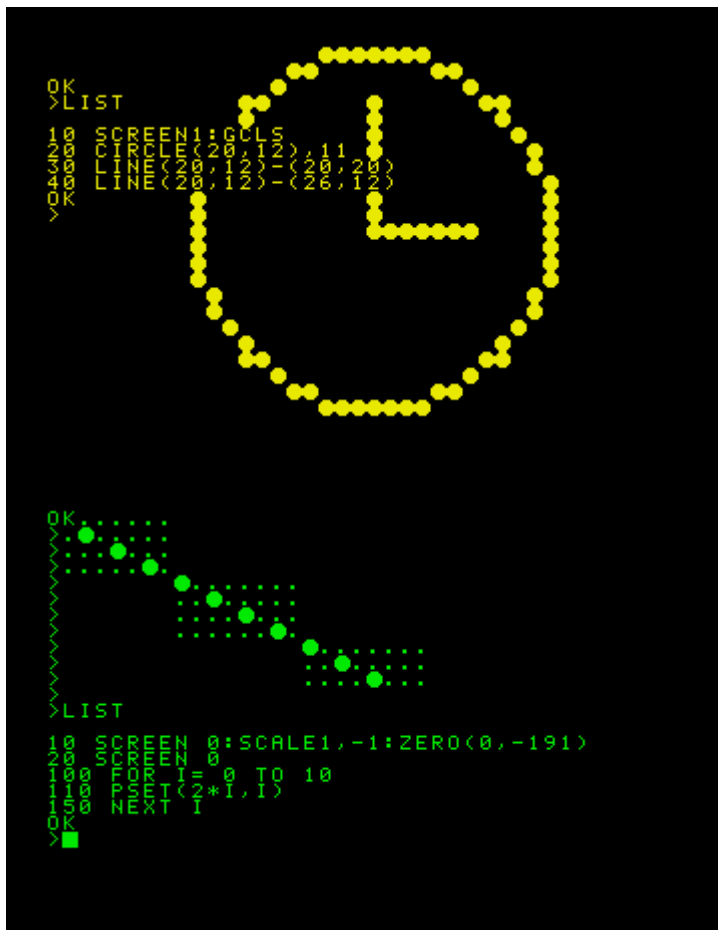 OK
>LIST
10 SCREEN1:GCLS
20 CIRCLE(20,12),11
30 LINE(20,12)-(20,20)
40 LINE(20,12)-(26,12)
OK
>
OK
>
>
>
>
>
>
>
>
>
>
>
>LIST
10 SCREEN 0:SCALE1,-1:ZERO(0,-191)
20 SCREEN 0
100 FOR I= 0 TO 10
110 PSET(2*I,I)
150 NEXT I
OK
>